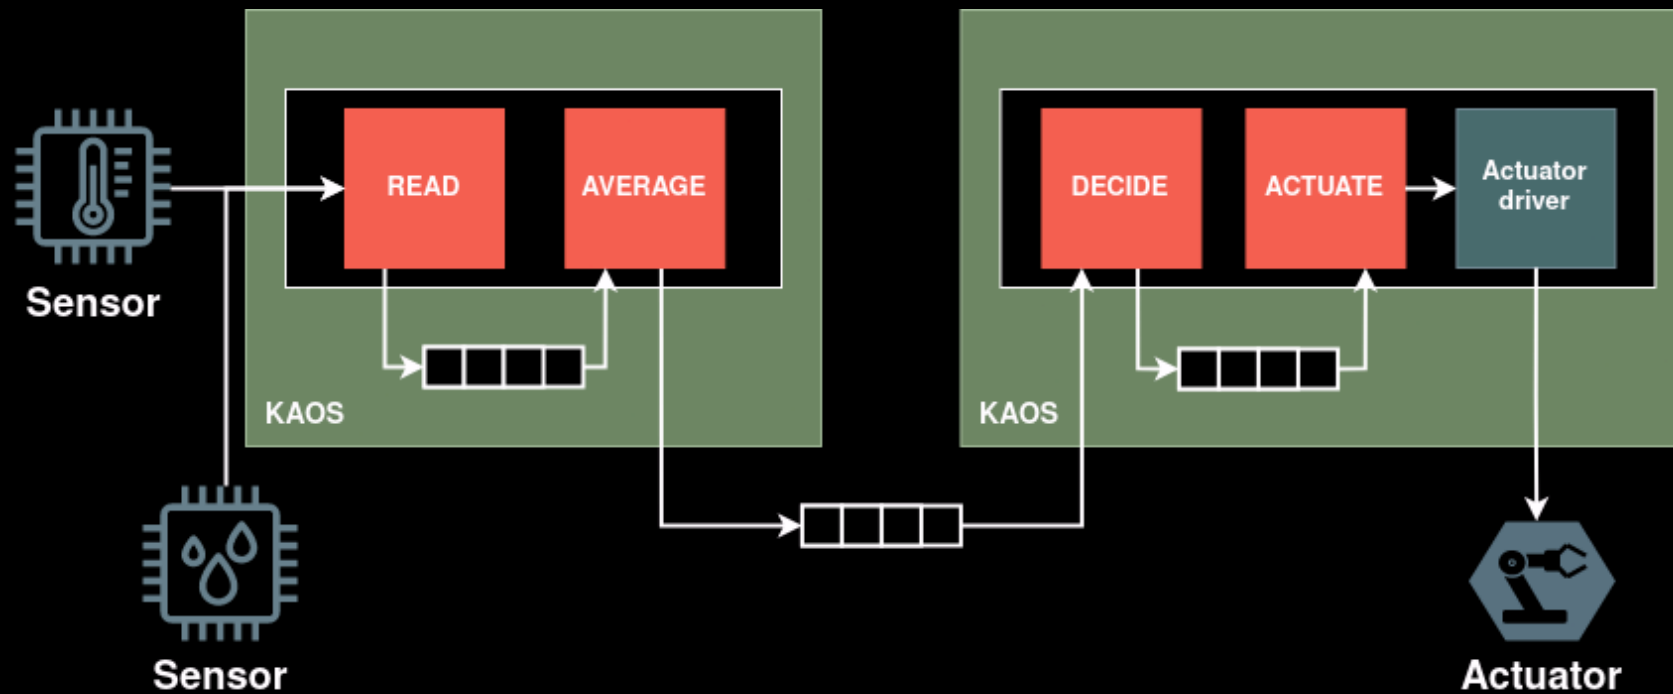 READ
AVERAGE
DECIDE
ACTUATE
Actuator
driver
Sensor
KAOS
KAOS
Sensor
Actuator